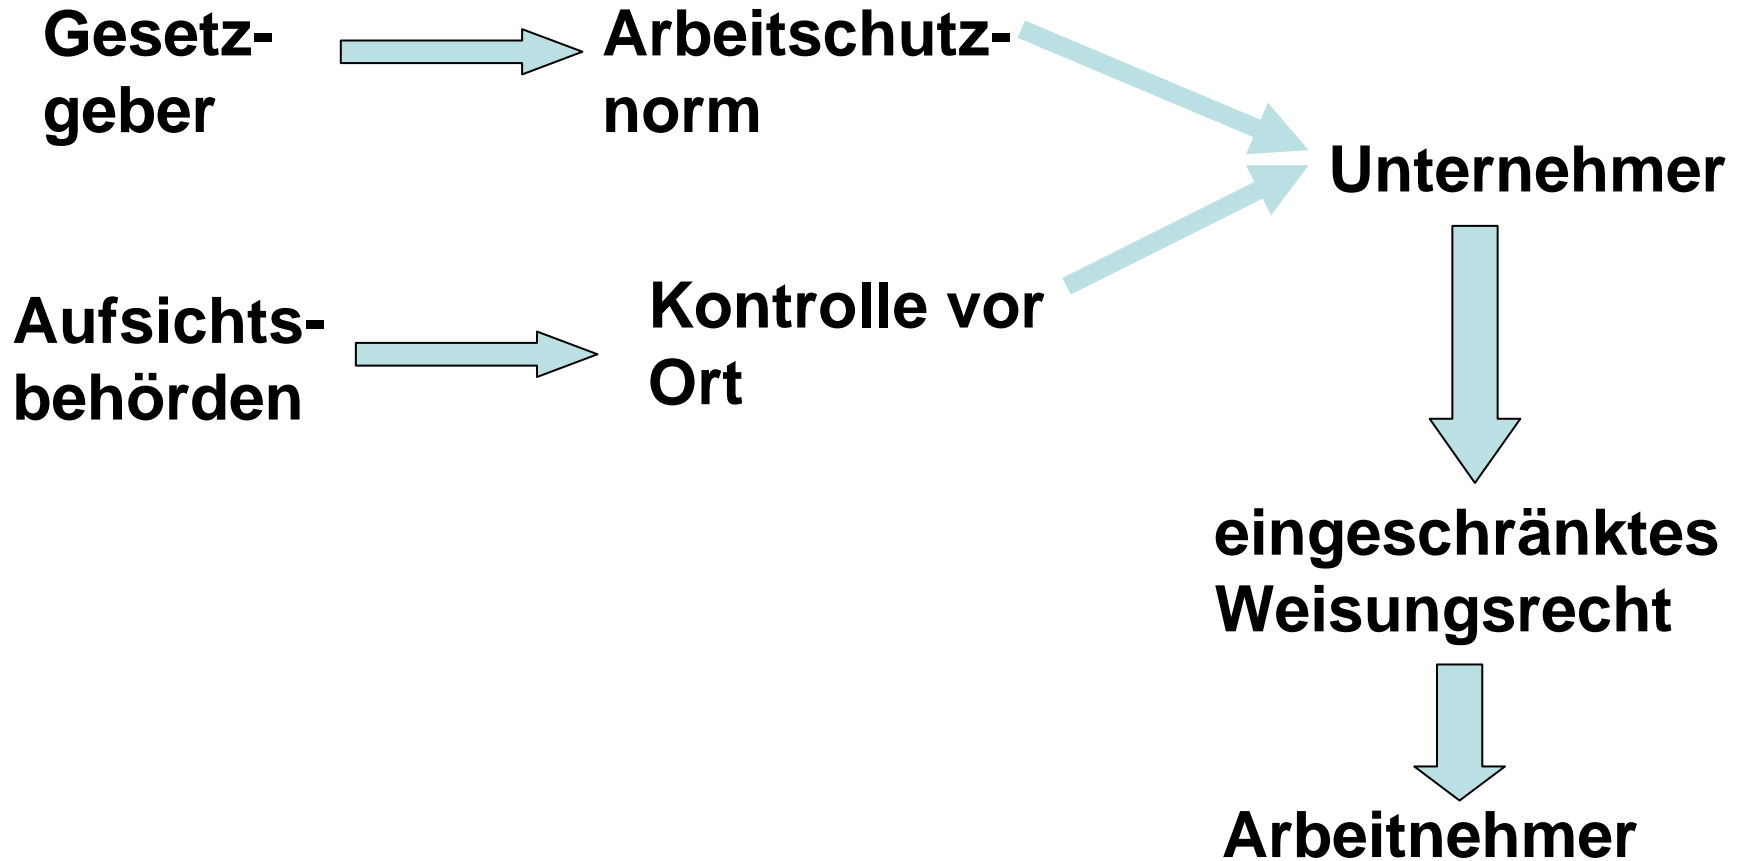 Gesetz-
geber
Arbeitschutz-
norm
Unternehmer
Aufsichts-
behörden
Kontrolle vor
Ort
eingeschränktes
Weisungsrecht
Arbeitnehmer